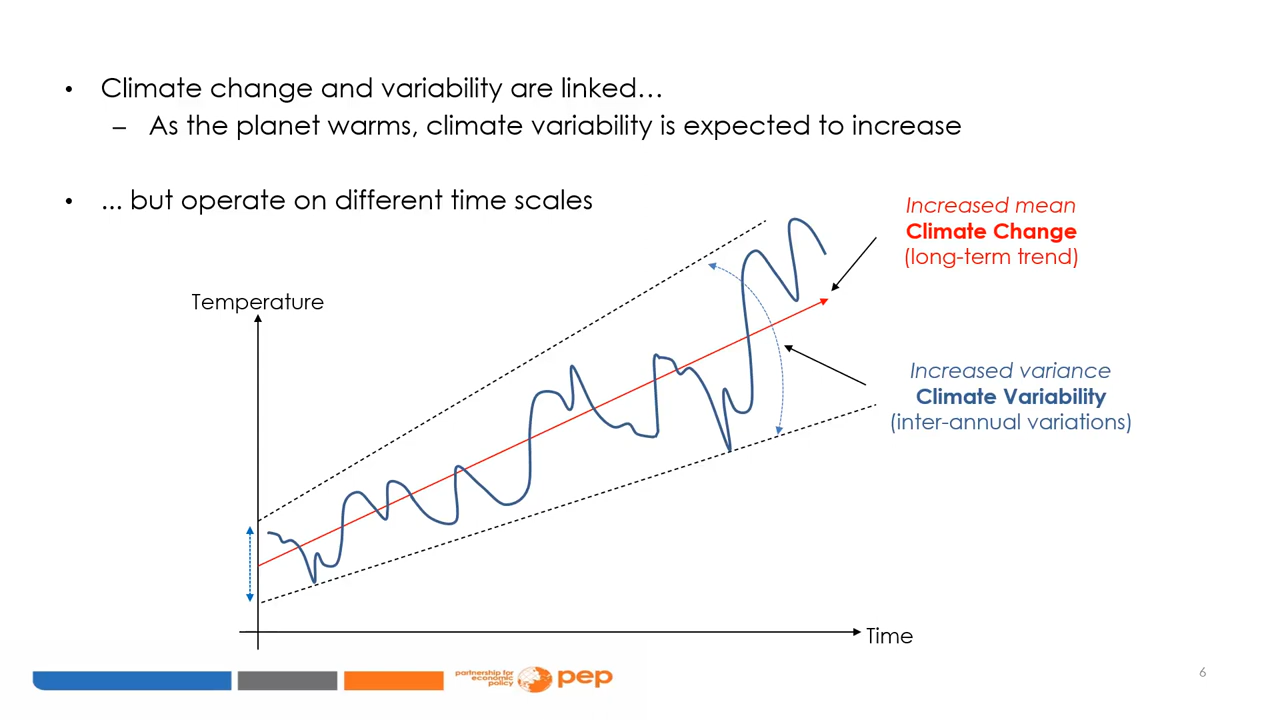 • Climate change and variability are linked…
– As the planet warms, climate variability is expected to increase
• ... but operate on different time scales
Increased mean
Climate Change
(long-term trend)
Temperature
Increased variance
Climate Variability
(inter-annual variations)
Time
partnership for
economic
policy
pep
6